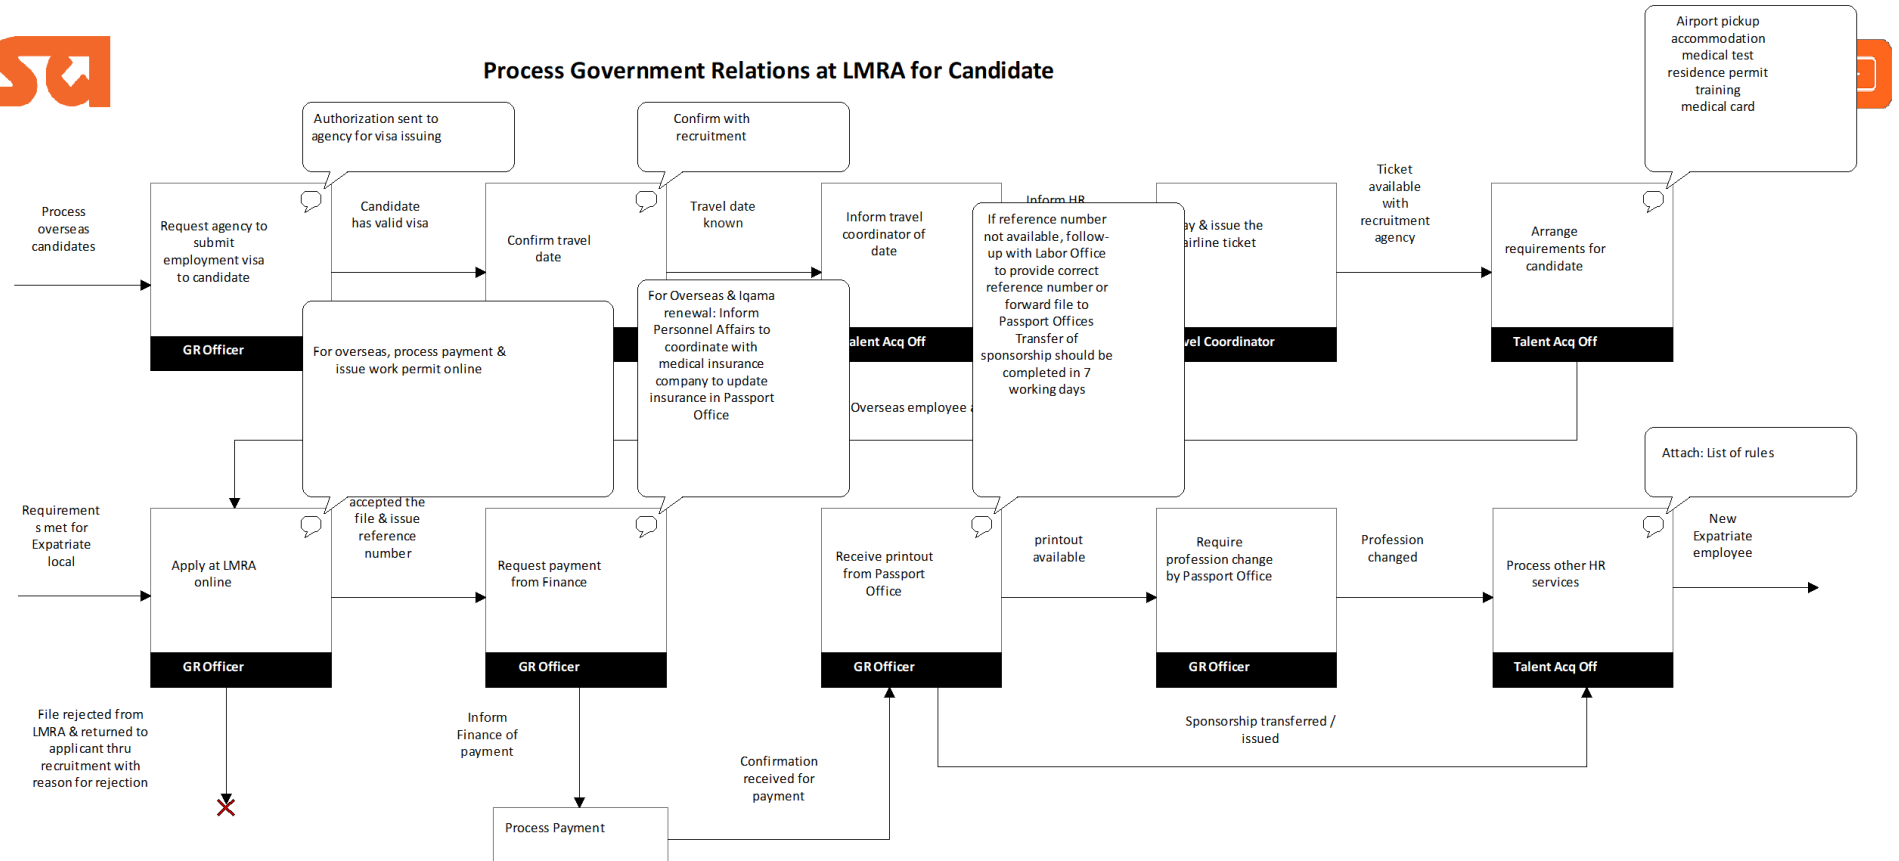 sa
Process Government Relations at LMRA for Candidate
Airport pickup
accommodation
medical test
residence permit
training
medical card
Authorization sent to
agency for visa issuing
Confirm with
recruitment
Process
overseas
candidates
Request agency to
submit
employment visa
to candidate
GR Officer
Candidate
has valid visa
Confirm travel
date
Travel date
known
Inform travel
coordinator of
date
Inform HR
If reference number
not available, follow-
up with Labor Office
to provide correct
reference number or
forward file to
Passport Offices
Transfer of
sponsorship should be
completed in 7
working days
& issue the
ticket
Coordinator
Ticket
available
with
recruitment
agency
Arrange
requirements for
candidate
Talent Acq Off
For overseas, process payment &
issue work permit online
For Overseas & Iqama
renewal: Inform
Personnel Affairs to
coordinate with
medical insurance
company to update
insurance in Passport
Office
Acq Off
Overseas employee
Attach: List of rules
Requirement
s met for
Expatriate
local
Apply at LMRA
online
GR Officer
accepted the
file & issue
reference
number
Request payment
from Finance
GR Officer
Receive printout
from Passport
Office
GR Officer
printout
available
Require
profession change
by Passport Office
GR Officer
Profession
changed
Process other HR
services
Talent Acq Off
New
Expatriate
employee
File rejected from
LMRA & returned to
applicant thru
recruitment with
reason for rejection
Inform
Finance of
payment
Confirmation
received for
payment
Sponsorship transferred /
issued
Process Payment